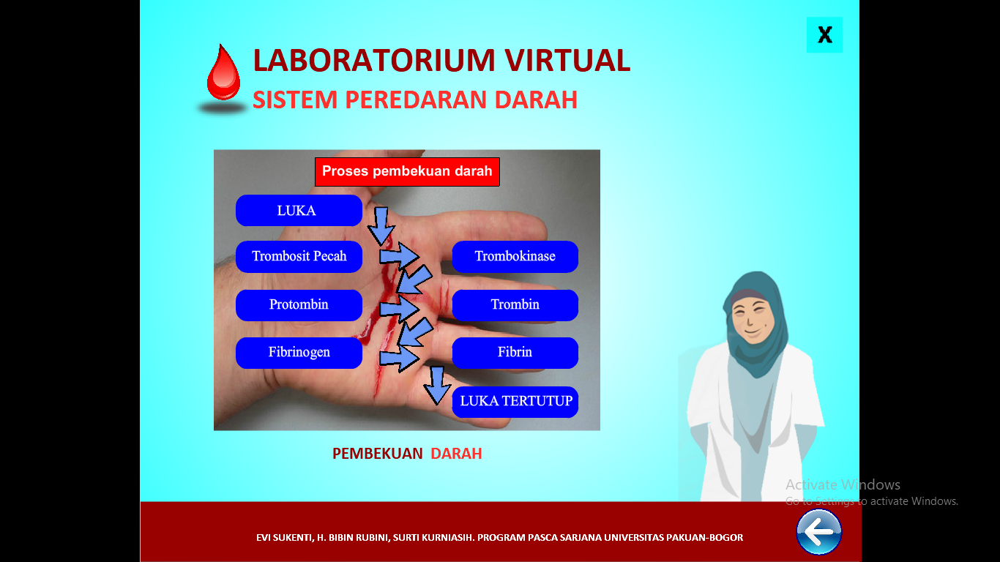 X
LABORATORIUM VIRTUAL
SISTEM PEREDARAN DARAH
Proses pembekuan darah
LUKA
Trombosit Pecah
Trombokinase
Protombin
Trombin
Fibrinogen
Fibrin
LUKA TERTUTUP
PEMBEKUAN DARAH
Activate Windows
Go to Settings to activate Windows.
EVI SUKENTI, H. BIBIN RUBINI, SURTI KURNIASIH. PROGRAM PASCA SARJANA UNIVERSITAS PAKUAN-BOGOR